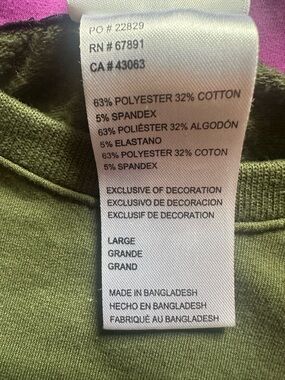 PO # 22829
RN # 67891
CA # 43063
63% POLYESTER 32% COTTON
5% SPANDEX
63% POLIÉSTER 32% ALGODÓN
5% ELASTANO
63% POLYESTER 32% COTON
5% SPANDEX
EXCLUSIVE OF DECORATION
EXCLUSIVO DE DECORACION
EXCLUSIF DE DECORATION
LARGE
GRANDE
GRAND
MADE IN BANGLADESH
HECHO EN BANGLADESH
FABRIQUÉ AU BANGLADESH